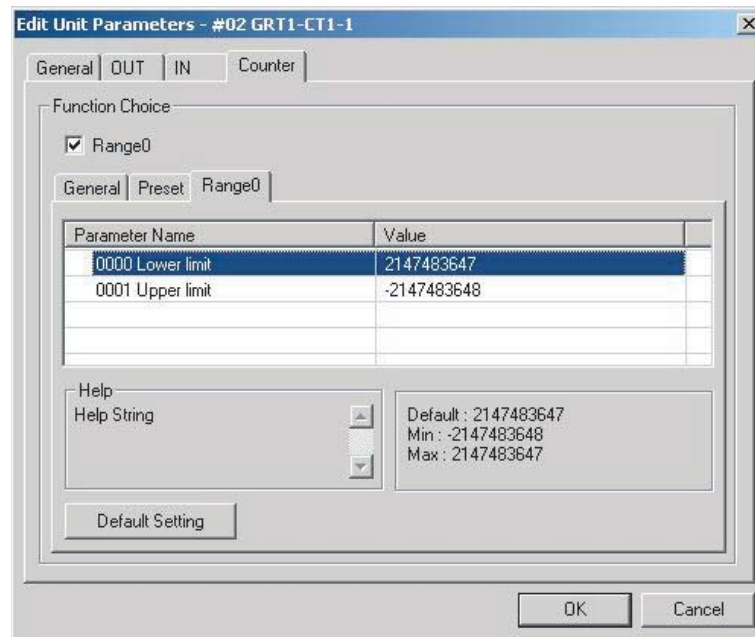 Edit Unit Parameters - #02 GRT1-CT1-1
General OUT IN Counter
Function Choice
Range0
General Preset Range0
Parameter Name Value
0000 Lower limit 2147483647
0001 Upper limit -2147483648
Help
Help String
Default : 2147483647
Min : -2147483648
Max : 2147483647
Default Setting
OK Cancel